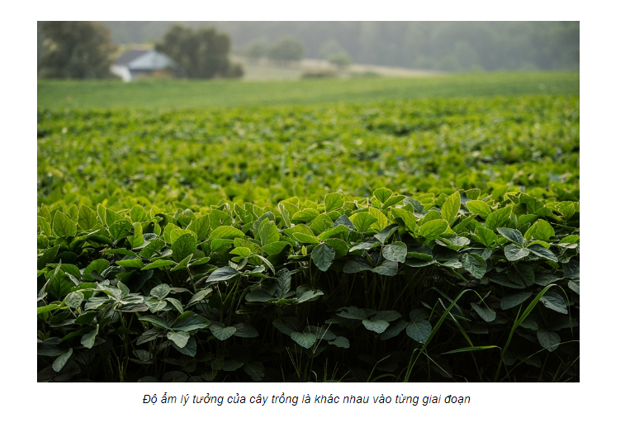 Độ ẩm lý tưởng của cây trồng là khác nhau vào từng giai đoạn